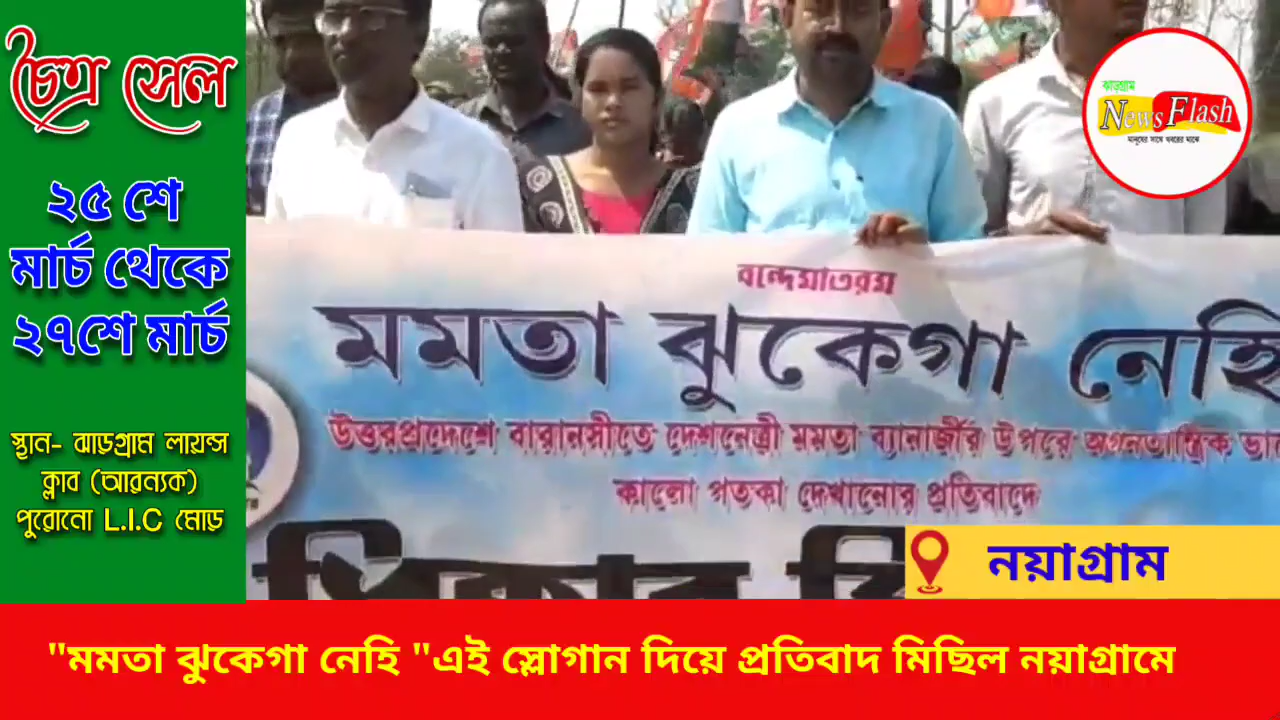 চৈত্র সেল
২৫ শে
মার্চ থেকে
২৭শে মার্চ
স্থান- ঝাড়গ্রাম লায়ন্স
ক্লাব (আরন্যক)
পুরোনো L.I.C মোড়
ঝাড়গ্রাম
News Flash
মানুষের সাথে খবরের মাঝে
বন্দেমাতরম
মমতা ঝুকেগা নেহি
উত্তরপ্রদেশে বারানসীতে দেশনেত্রী মমতা ব্যানার্জীর উপরে অগনতান্ত্রিক
কালো পতকা দেখানোর প্রতিবাদে
ধিক্কার
নয়াগ্রাম
"মমতা ঝুকেগা নেহি "এই স্লোগান দিয়ে প্রতিবাদ মিছিল নয়াগ্রামে